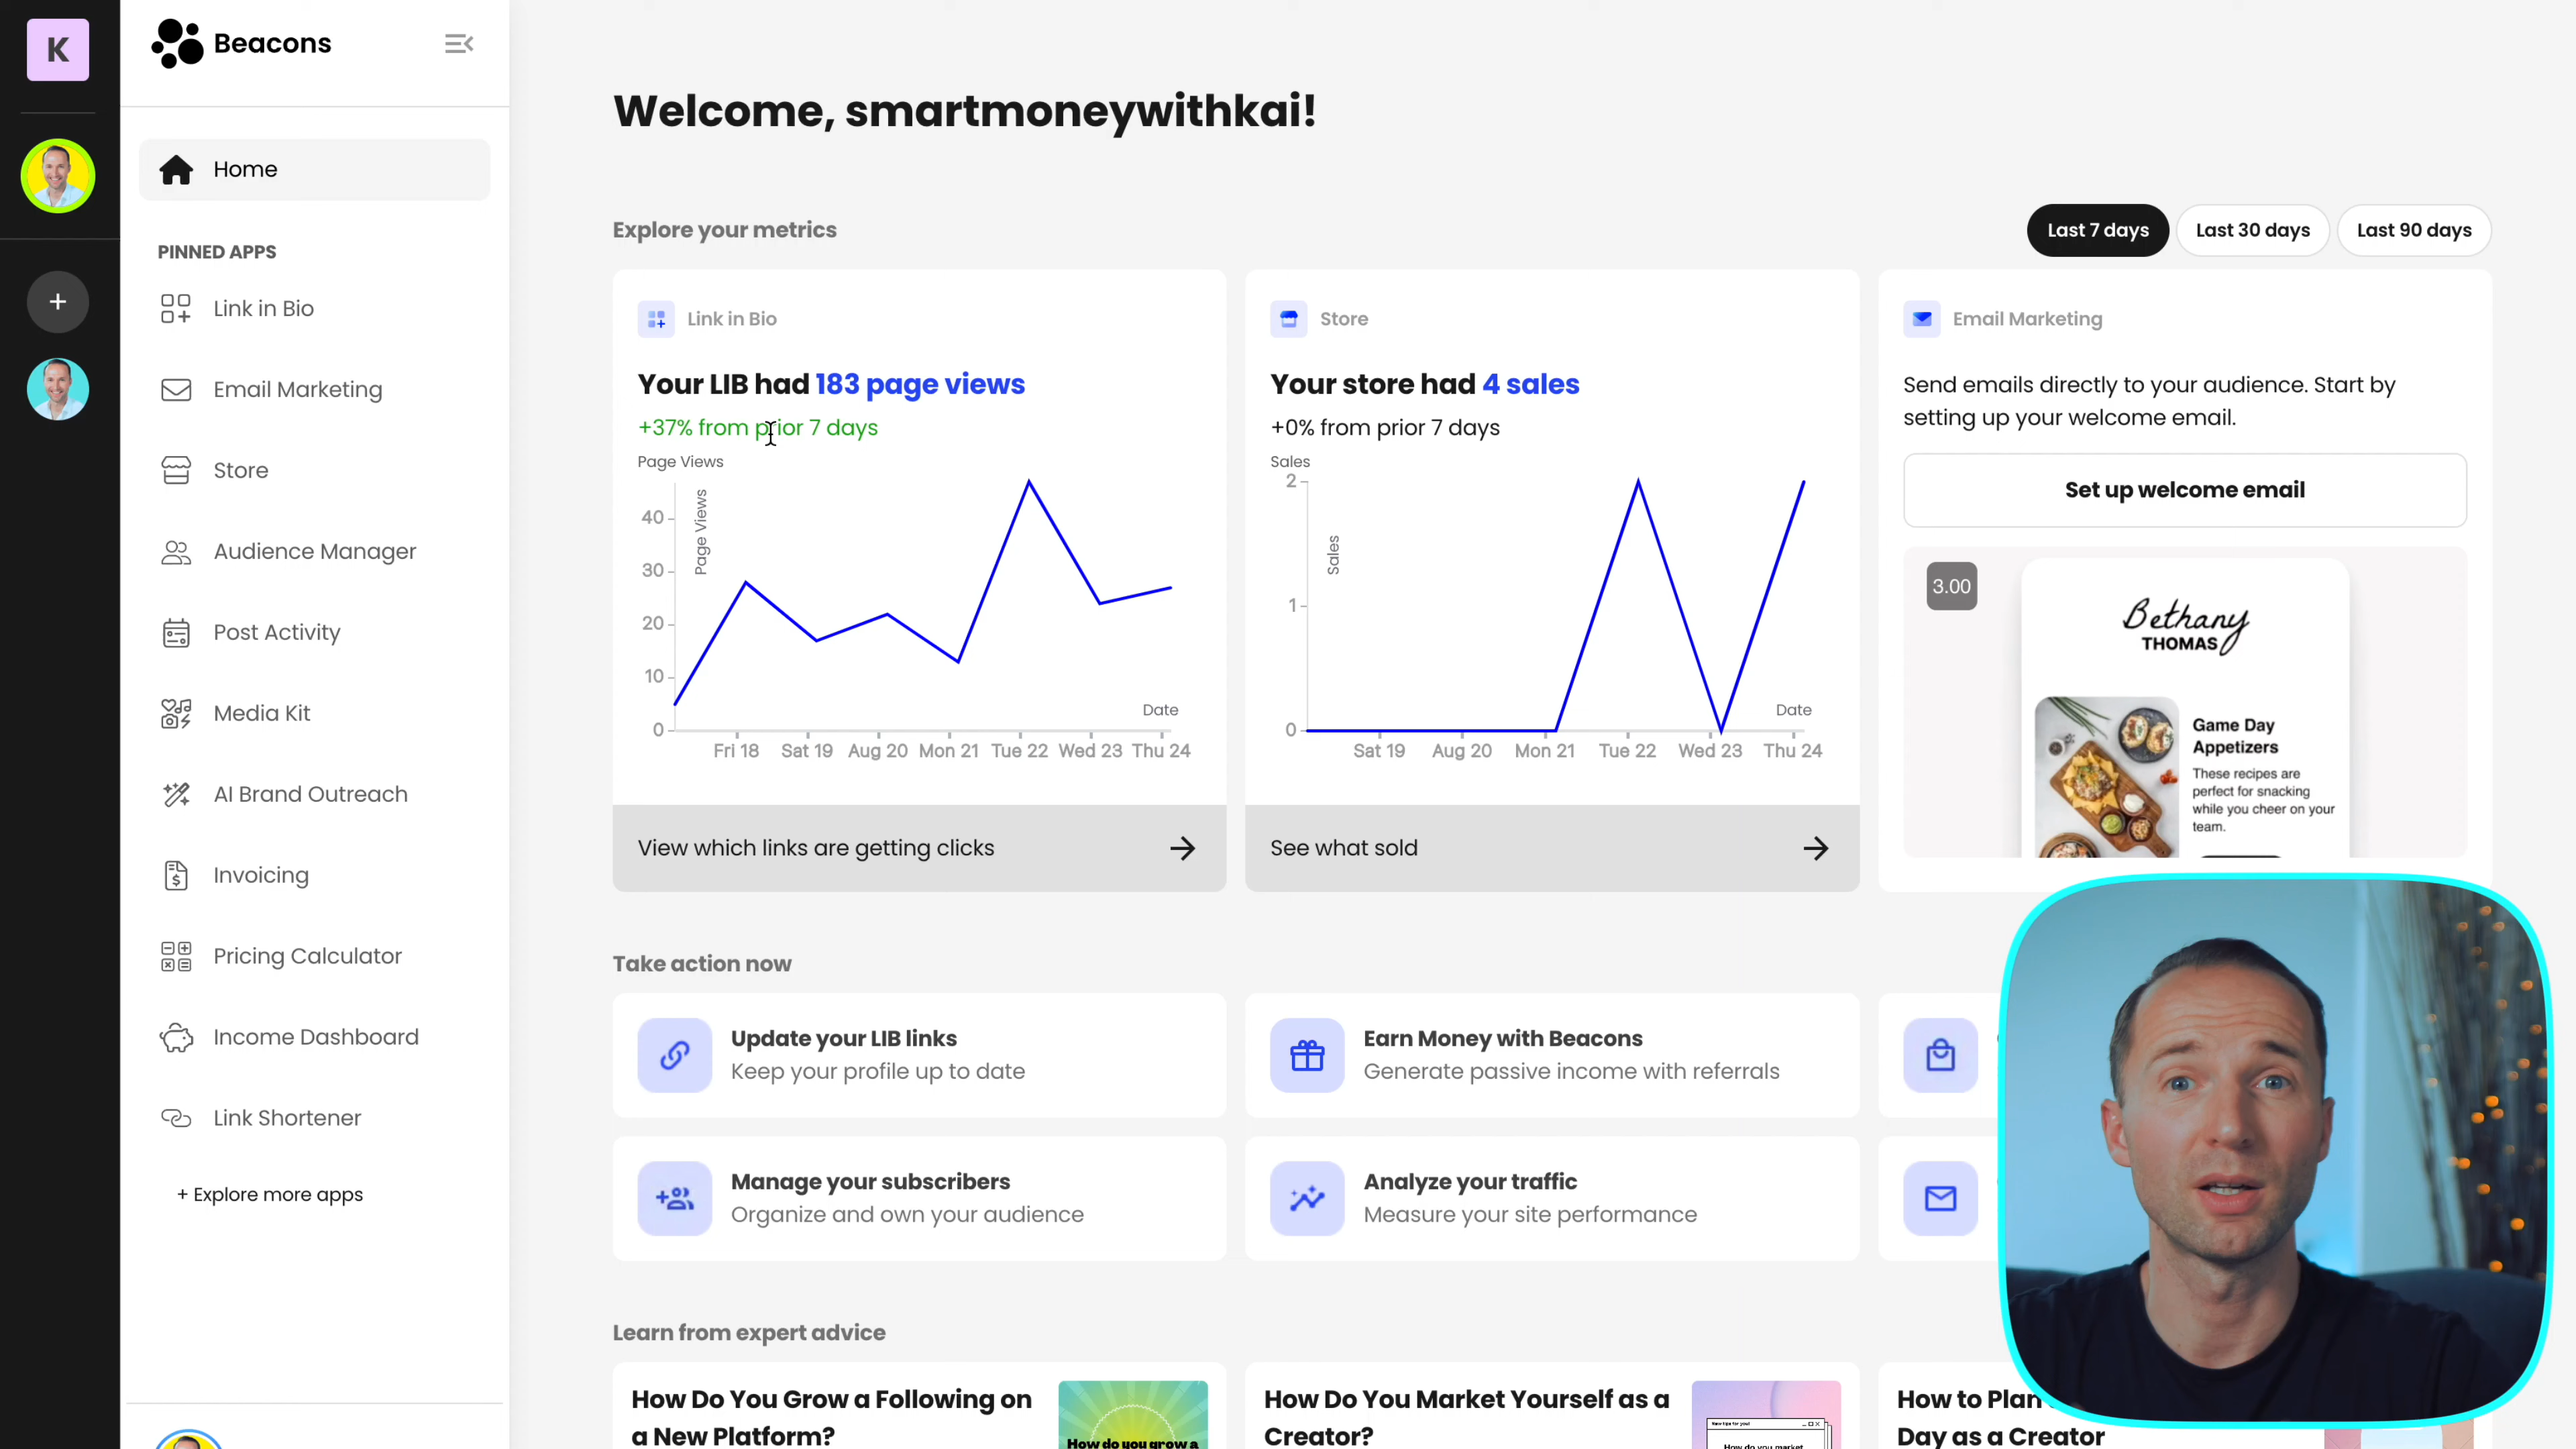 K
Beacons
Home
PINNED APPS
Link in Bio
Email Marketing
Store
Audience Manager
Post Activity
Media Kit
AI Brand Outreach
Invoicing
Pricing Calculator
Income Dashboard
Link Shortener
+ Explore more apps
Welcome, smartmoneywithkai!
Explore your metrics
Last 7 days
Last 30 days
Last 90 days
Link in Bio
Your LIB had 183 page views
+37% from prior 7 days
Page Views
Page Views
40
30
20
10
0
Date
Fri 18 Sat 19 Aug 20 Mon 21 Tue 22 Wed 23 Thu 24
View which links are getting clicks
Store
Your store had 4 sales
+0% from prior 7 days
Sales
Sales
2
1
0
Date
Sat 19 Aug 20 Mon 21 Tue 22 Wed 23 Thu 24
See what sold
Email Marketing
Send emails directly to your audience. Start by
setting up your welcome email.
Set up welcome email
3.00
Bethany
THOMAS
Game Day
Appetizers
These recipes are
perfect for snacking
while you cheer on your
team.
Take action now
Update your LIB links
Keep your profile up to date
Earn Money with Beacons
Generate passive income with referrals
Manage your subscribers
Organize and own your audience
Analyze your traffic
Measure your site performance
Learn from expert advice
How Do You Grow a Following on
a New Platform?
How do you grow a
How Do You Market Yourself as a
Creator?
How do you market
How to Plan
Day as a Creator